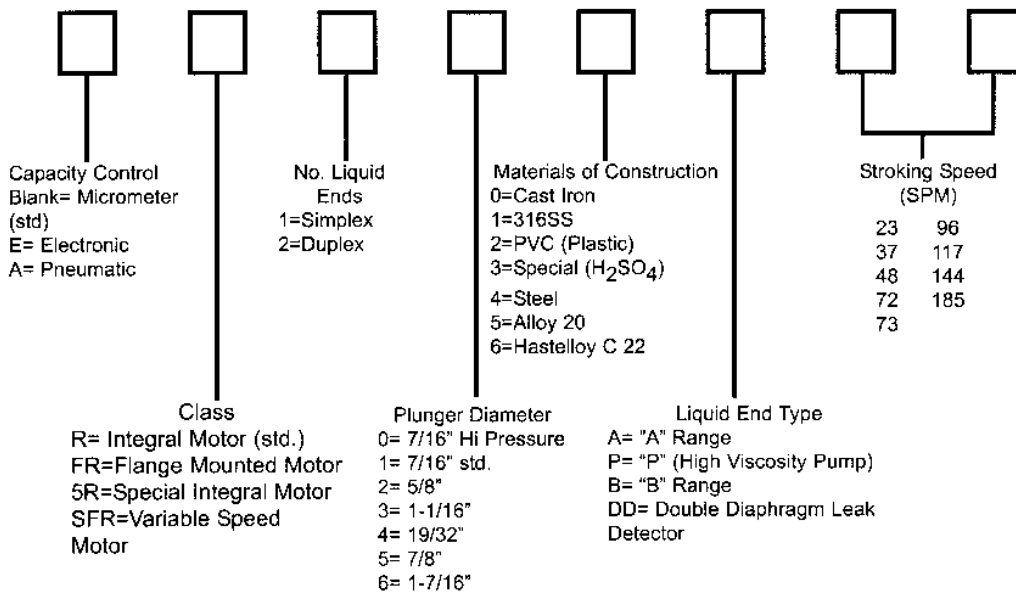 Capacity Control
Blank= Micrometer
(std)
E= Electronic
A= Pneumatic
No. Liquid
Ends
1=Simplex
2=Duplex
Materials of Construction
0=Cast Iron
1=316SS
2=PVC (Plastic)
3=Special (H₂SO₄)
4=Steel
5=Alloy 20
6=Hastelloy C 22
Stroking Speed
(SPM)
23 96
37 117
48 144
72 185
73
Class
R= Integral Motor (std.)
FR=Flange Mounted Motor
5R=Special Integral Motor
SFR=Variable Speed
Motor
Plunger Diameter
0= 7/16" Hi Pressure
1= 7/16" std.
2= 5/8"
3= 1-1/16"
4= 19/32"
5= 7/8"
6= 1-7/16"
Liquid End Type
A= "A" Range
P= "P" (High Viscosity Pump)
B= "B" Range
DD= Double Diaphragm Leak
Detector